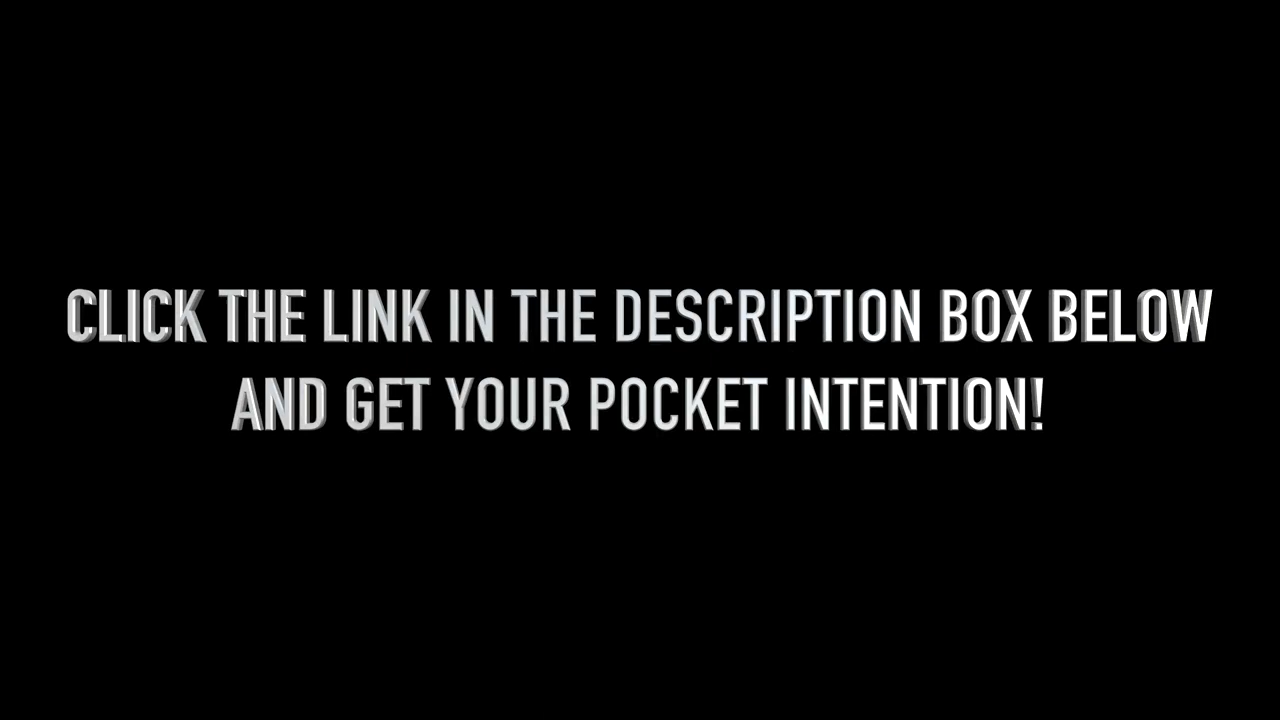 CLICK THE LINK IN THE DESCRIPTION BOX BELOW
AND GET YOUR POCKET INTENTION!